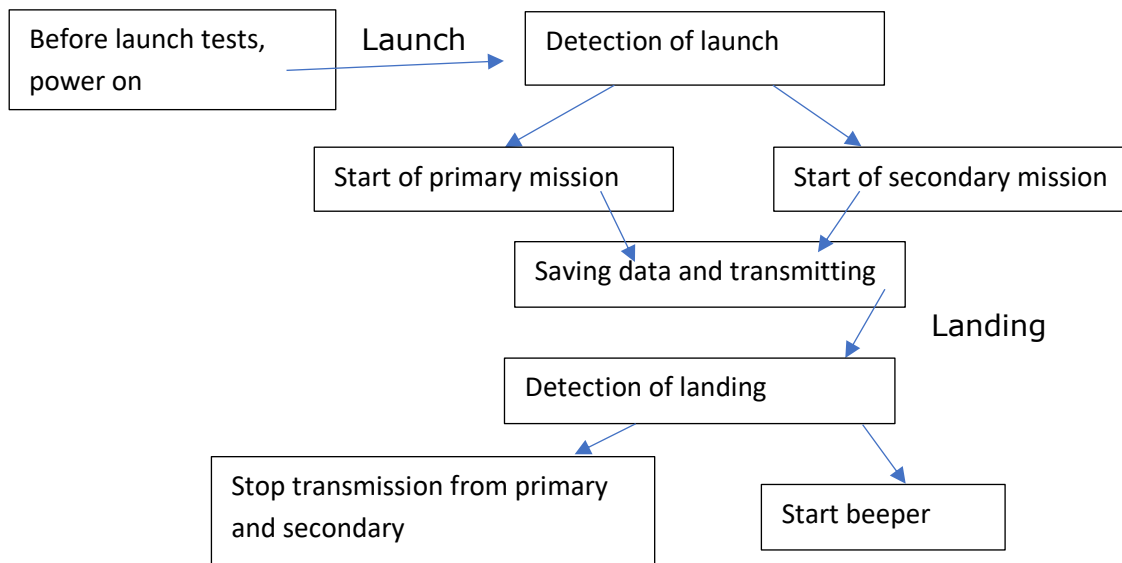 Before launch tests,
power on
Launch
Detection of launch
Start of primary mission
Start of secondary mission
Saving data and transmitting
Landing
Detection of landing
Stop transmission from primary
and secondary
Start beeper